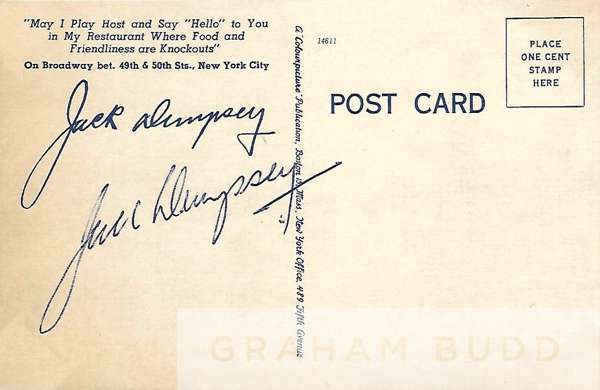 "May I Play Host and Say "Hello" to You
in My Restaurant Where Food and
Friendliness are Knockouts"
On Broadway bet. 49th & 50th Sts., New York City
Jack Dempsey
Jack Dempsey
A "Colourpicture" Publication, Boston 15, Mass., New York Office, 489 Fifth Avenue
14611
POST CARD
PLACE
ONE CENT
STAMP
HERE
GRAHAM BUDD